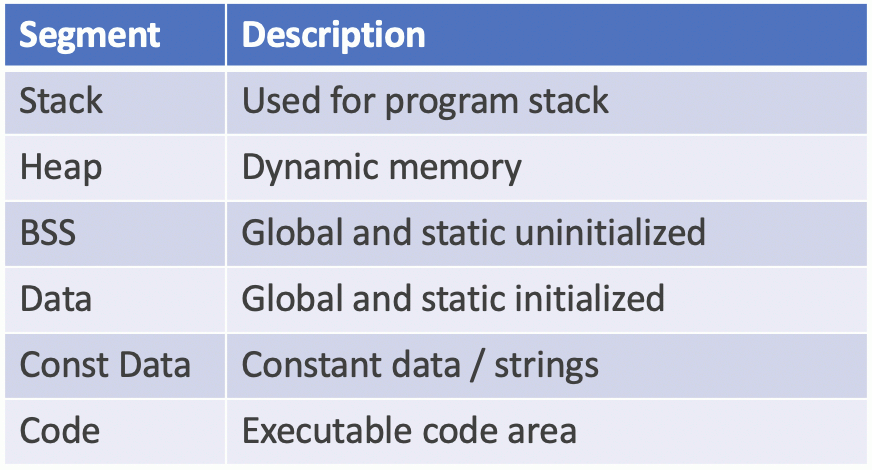 Segment Description
Stack Used for program stack
Heap Dynamic memory
BSS Global and static uninitialized
Data Global and static initialized
Const Data Constant data / strings
Code Executable code area